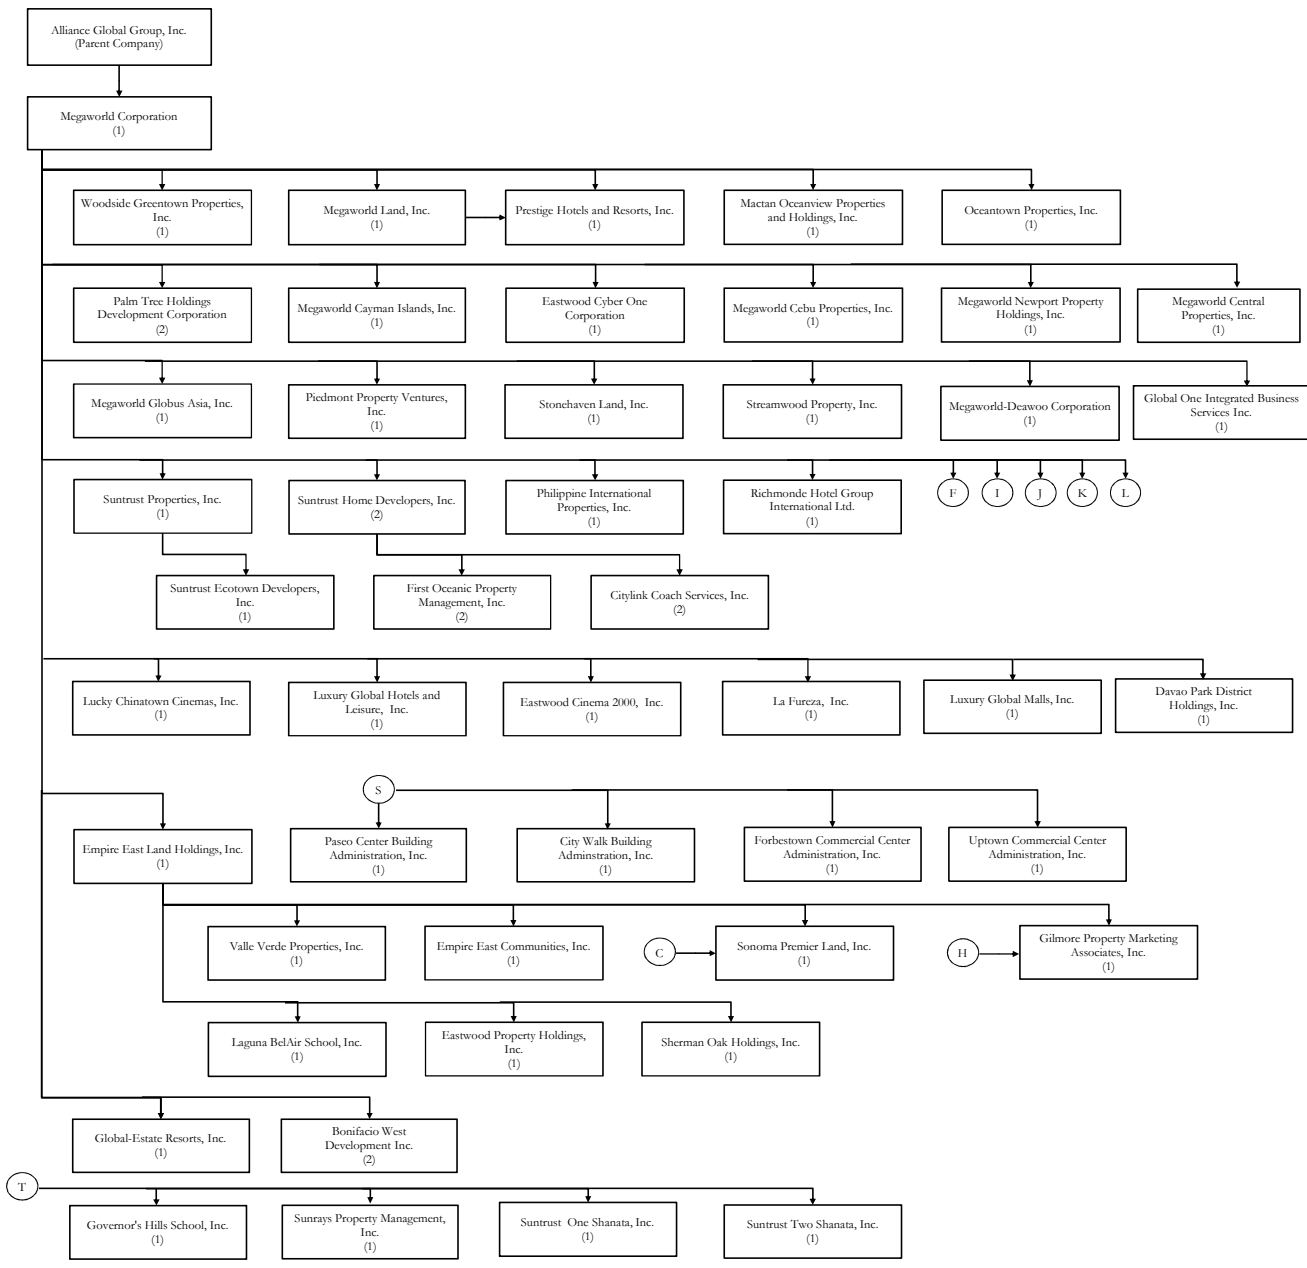 Alliance Global Group, Inc.
(Parent Company)
Megaworld Corporation
(1)
Woodside Greentown Properties,
Inc.
(1)
Megaworld Land, Inc.
(1)
Prestige Hotels and Resorts, Inc.
(1)
Mactan Oceanview Properties
and Holdings, Inc.
(1)
Oceantown Properties, Inc.
(1)
Palm Tree Holdings
Development Corporation
(2)
Megaworld Cayman Islands, Inc.
(1)
Eastwood Cyber One
Corporation
(1)
Megaworld Cebu Properties, Inc.
(1)
Megaworld Newport Property
Holdings, Inc.
(1)
Megaworld Central
Properties, Inc.
(1)
Megaworld Globus Asia, Inc.
(1)
Piedmont Property Ventures,
Inc.
(1)
Stonehaven Land, Inc.
(1)
Streamwood Property, Inc.
(1)
Megaworld-Deawoo Corporation
(1)
Global One Integrated Business
Services Inc.
(1)
Suntrust Properties, Inc.
(1)
Suntrust Home Developers, Inc.
(2)
Philippine International
Properties, Inc.
(1)
Richmonde Hotel Group
International Ltd.
(1)
F
I
J
K
L
Suntrust Ecotown Developers,
Inc.
(1)
First Oceanic Property
Management, Inc.
(2)
Citylink Coach Services, Inc.
(2)
Lucky Chinatown Cinemas, Inc.
(1)
Luxury Global Hotels and
Leisure, Inc.
(1)
Eastwood Cinema 2000, Inc.
(1)
La Fureza, Inc.
(1)
Luxury Global Malls, Inc.
(1)
Davao Park District
Holdings, Inc.
(1)
S
Empire East Land Holdings, Inc.
(1)
Paseo Center Building
Administration, Inc.
(1)
City Walk Building
Adminstration, Inc.
(1)
Forbestown Commercial Center
Administration, Inc.
(1)
Uptown Commercial Center
Administration, Inc.
(1)
Valle Verde Properties, Inc.
(1)
Empire East Communities, Inc.
(1)
C
Sonoma Premier Land, Inc.
(1)
H
Gilmore Property Marketing
Associates, Inc.
(1)
Laguna BelAir School, Inc.
(1)
Eastwood Property Holdings,
Inc.
(1)
Sherman Oak Holdings, Inc.
(1)
Global-Estate Resorts, Inc.
(1)
Bonifacio West
Development Inc.
(2)
T
Governor's Hills School, Inc.
(1)
Sunrays Property Management,
Inc.
(1)
Suntrust One Shanata, Inc.
(1)
Suntrust Two Shanata, Inc.
(1)